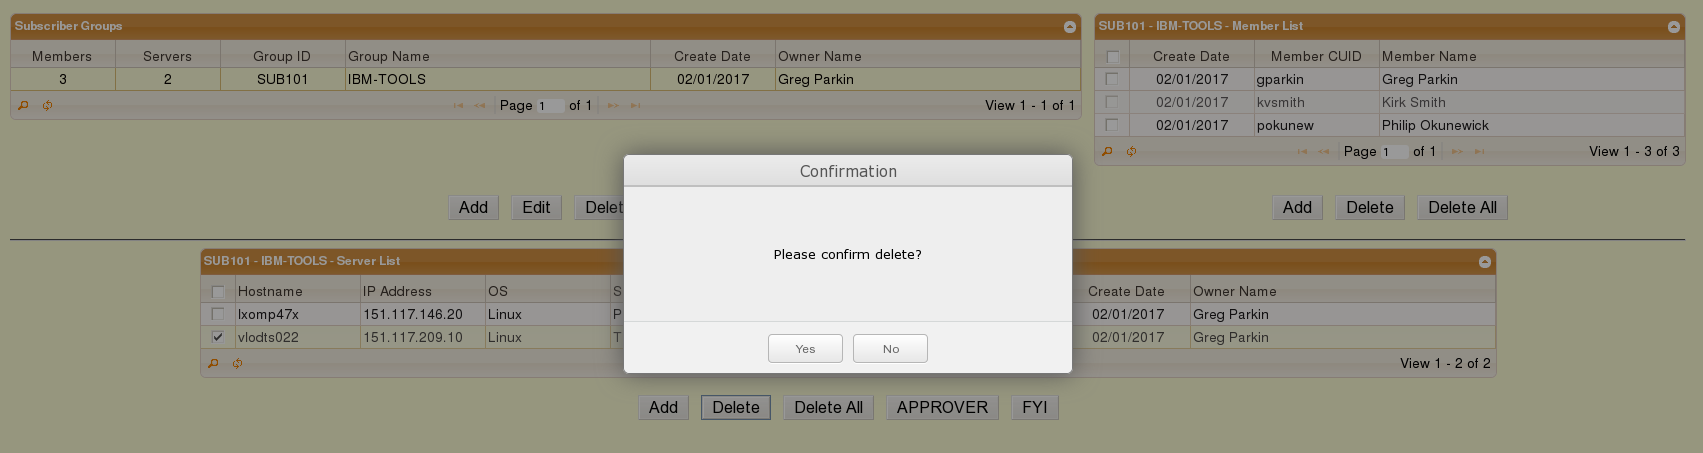 Subscriber Groups
Members Servers Group ID Group Name Create Date Owner Name
3 2 SUB101 IBM-TOOLS 02/01/2017 Greg Parkin
Page 1 of 1 View 1 - 1 of 1
Add Edit
SUB101 - IBM-TOOLS - Member List
Create Date Member CUID Member Name
02/01/2017 gparkin Greg Parkin
02/01/2017 kvsmith Kirk Smith
02/01/2017 pokunew Philip Okunewick
Page 1 of 1 View 1 - 3 of 3
Add Delete Delete All
Confirmation
Please confirm delete?
Yes No
SUB101 - IBM-TOOLS - Server List
Hostname IP Address OS S Create Date Owner Name
lxomp47x 151.117.146.20 Linux P 02/01/2017 Greg Parkin
vlodts022 151.117.209.10 Linux T 02/01/2017 Greg Parkin
View 1 - 2 of 2
Add Delete Delete All APPROVER FYI